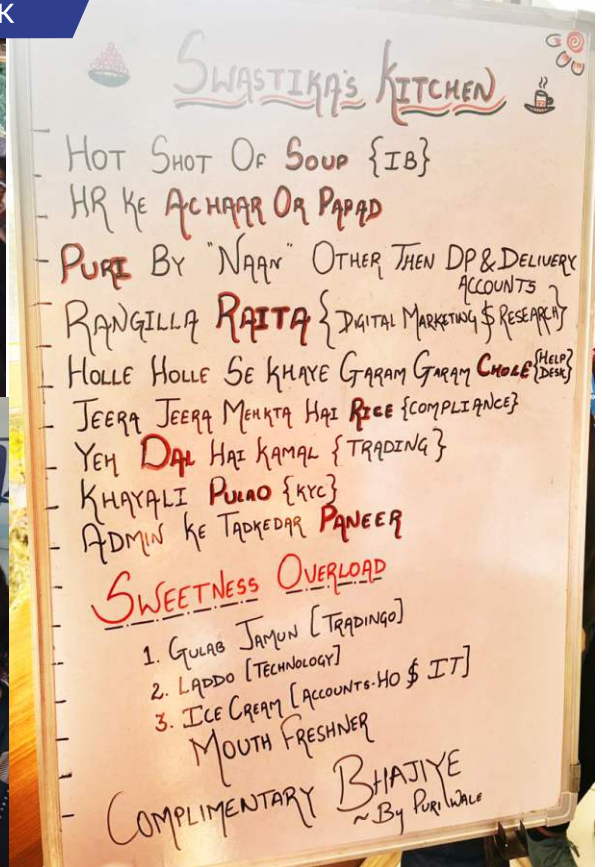 K
SWASTIKA'S KITCHEN
HOT SHOT OF SOUP {IB}
HR KE ACHAAR OR PAPAD
PURI BY "NAAN" OTHER THEN DP & DELIVERY
ACCOUNTS
RANGILLA RAITA {DIGITAL MARKETING $ RESEARCH}
HOLLE HOLLE SE KHAYE GARAM GARAM CHOLE {HELP DESK}
JEERA JEERA MEHKTA HAI RICE {COMPLIANCE}
YEH DAL HAI KAMAL {TRADING}
KHAYALI PULAO {KYC}
ADMIN KE TADKEDAR PANEER
SWEETNESS OVERLOAD
1. GULAB JAMUN [TRADINGO]
2. LADDO [TECHNOLOGY]
3. ICE CREAM [ACCOUNTS-HO $ IT]
MOUTH FRESHNER
COMPLIMENTARY BHAJIYE
~ BY PURI WALE